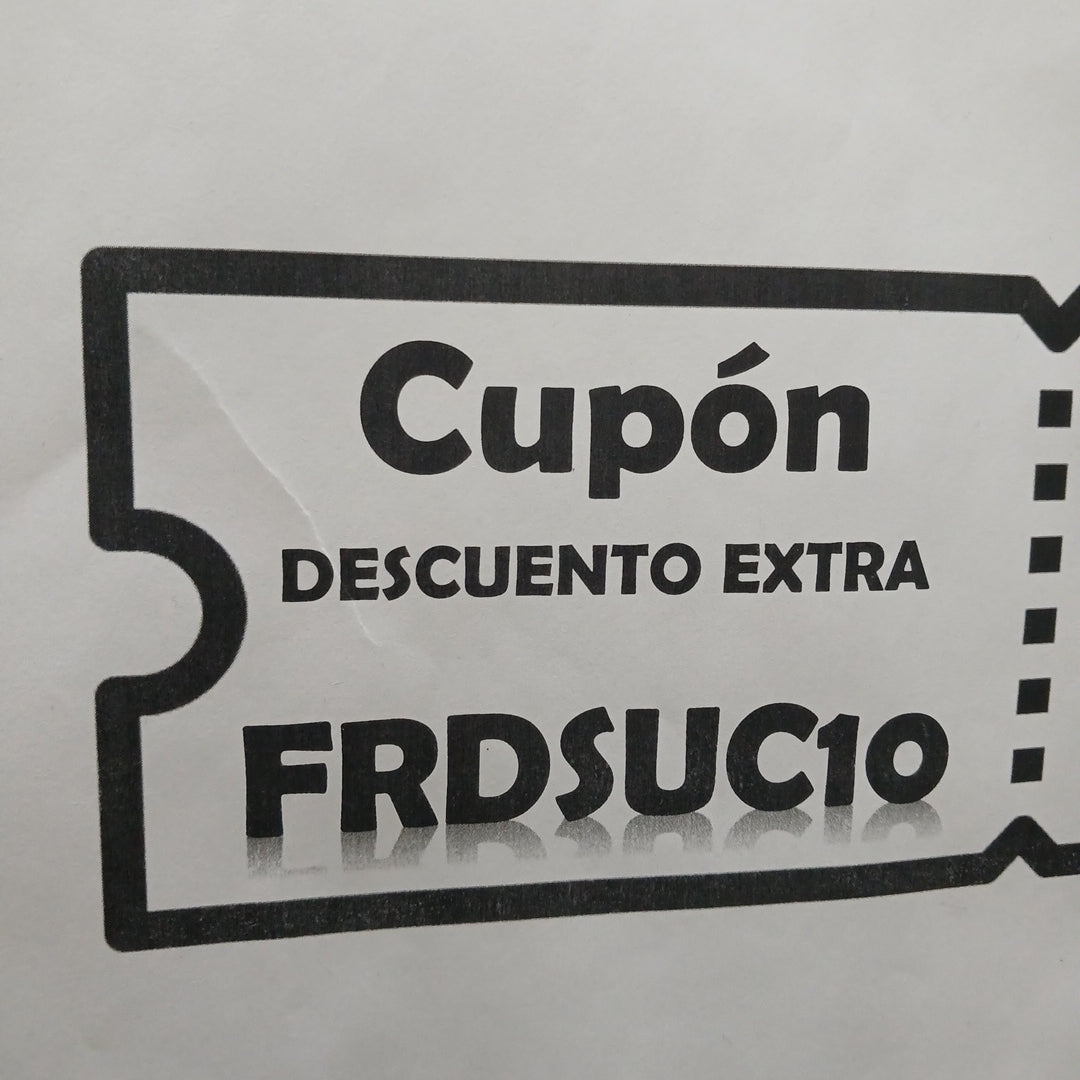 Cupón
DESCUENTO EXTRA
FRDSUC10